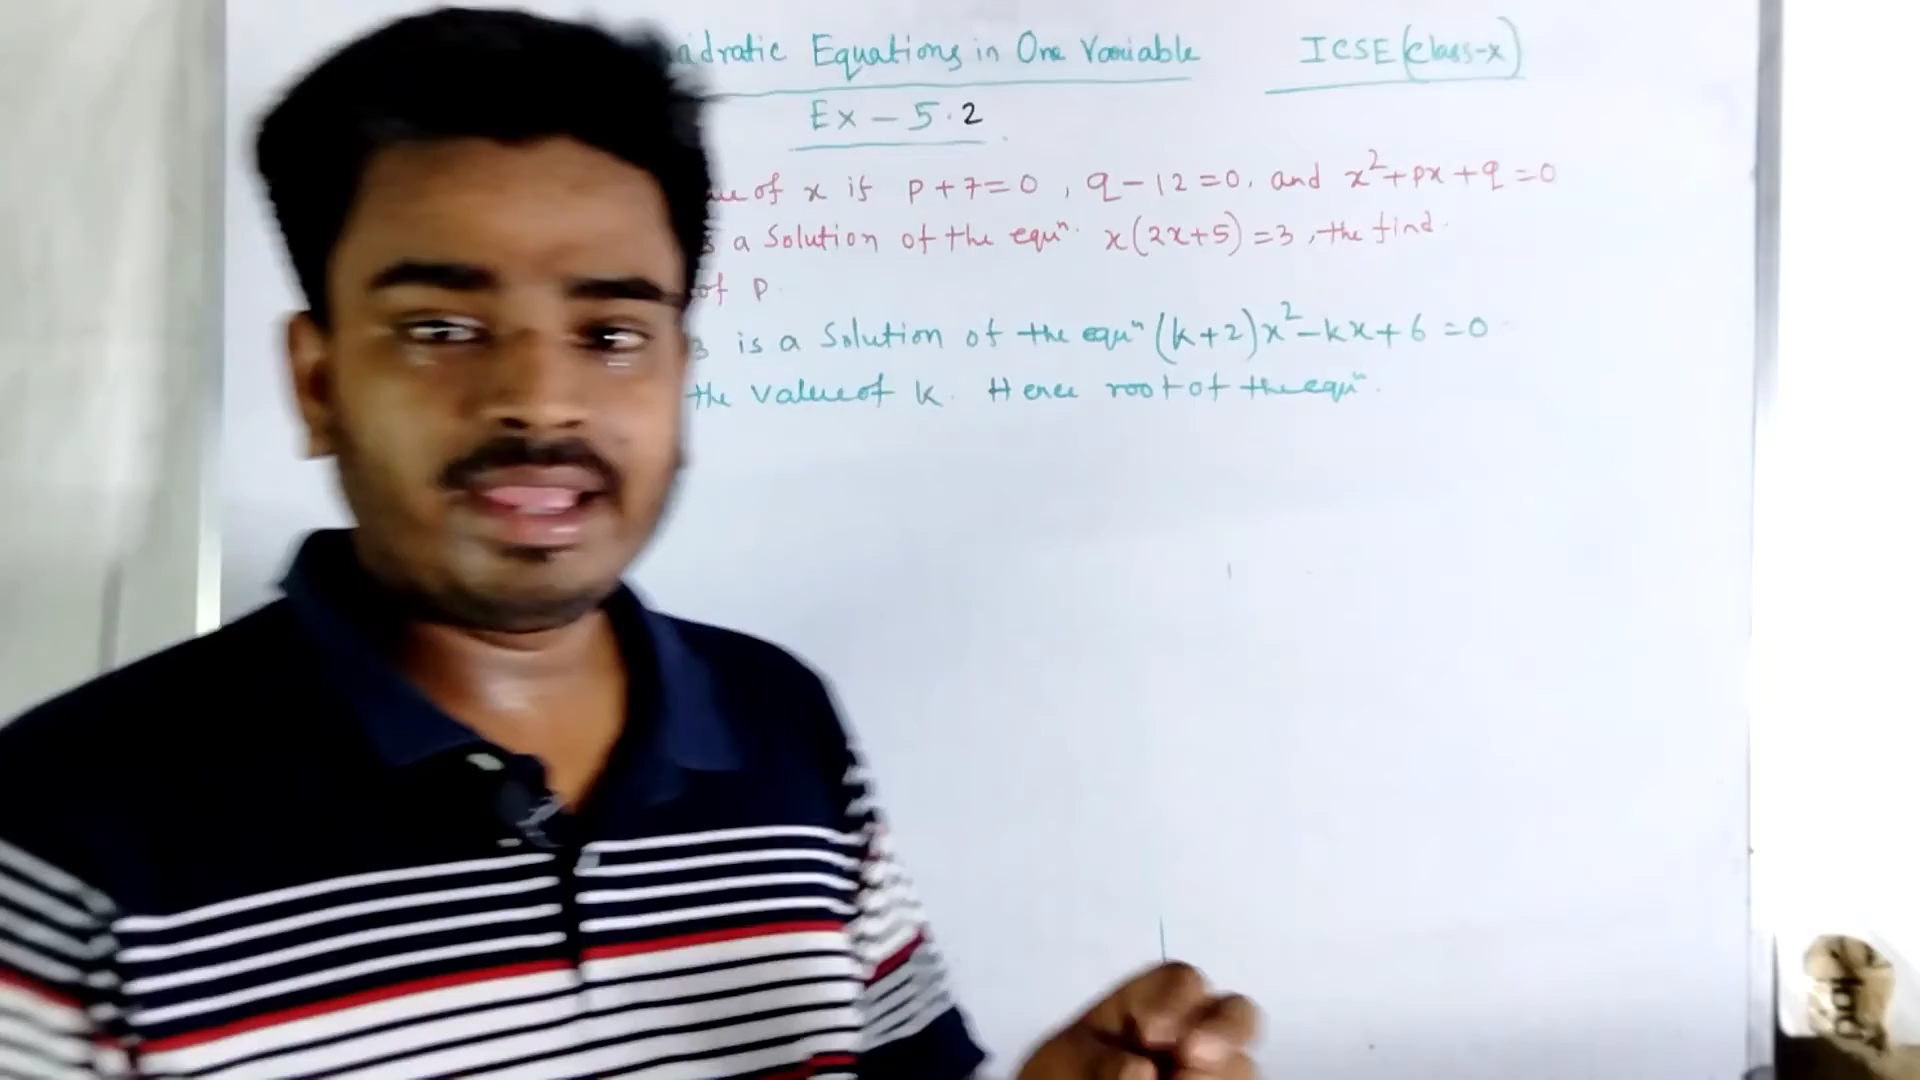 Equations in One Variable ICSE (Class-x)
Ex - 5.2
of x if p+7=0, q-12=0, and x²+px+q=0
a Solution of the equⁿ. x(2x+5)=3, the find.
of p.
is a Solution of the equⁿ (k+2)x²-kx+6=0
the value of k. Hence root of the equⁿ.